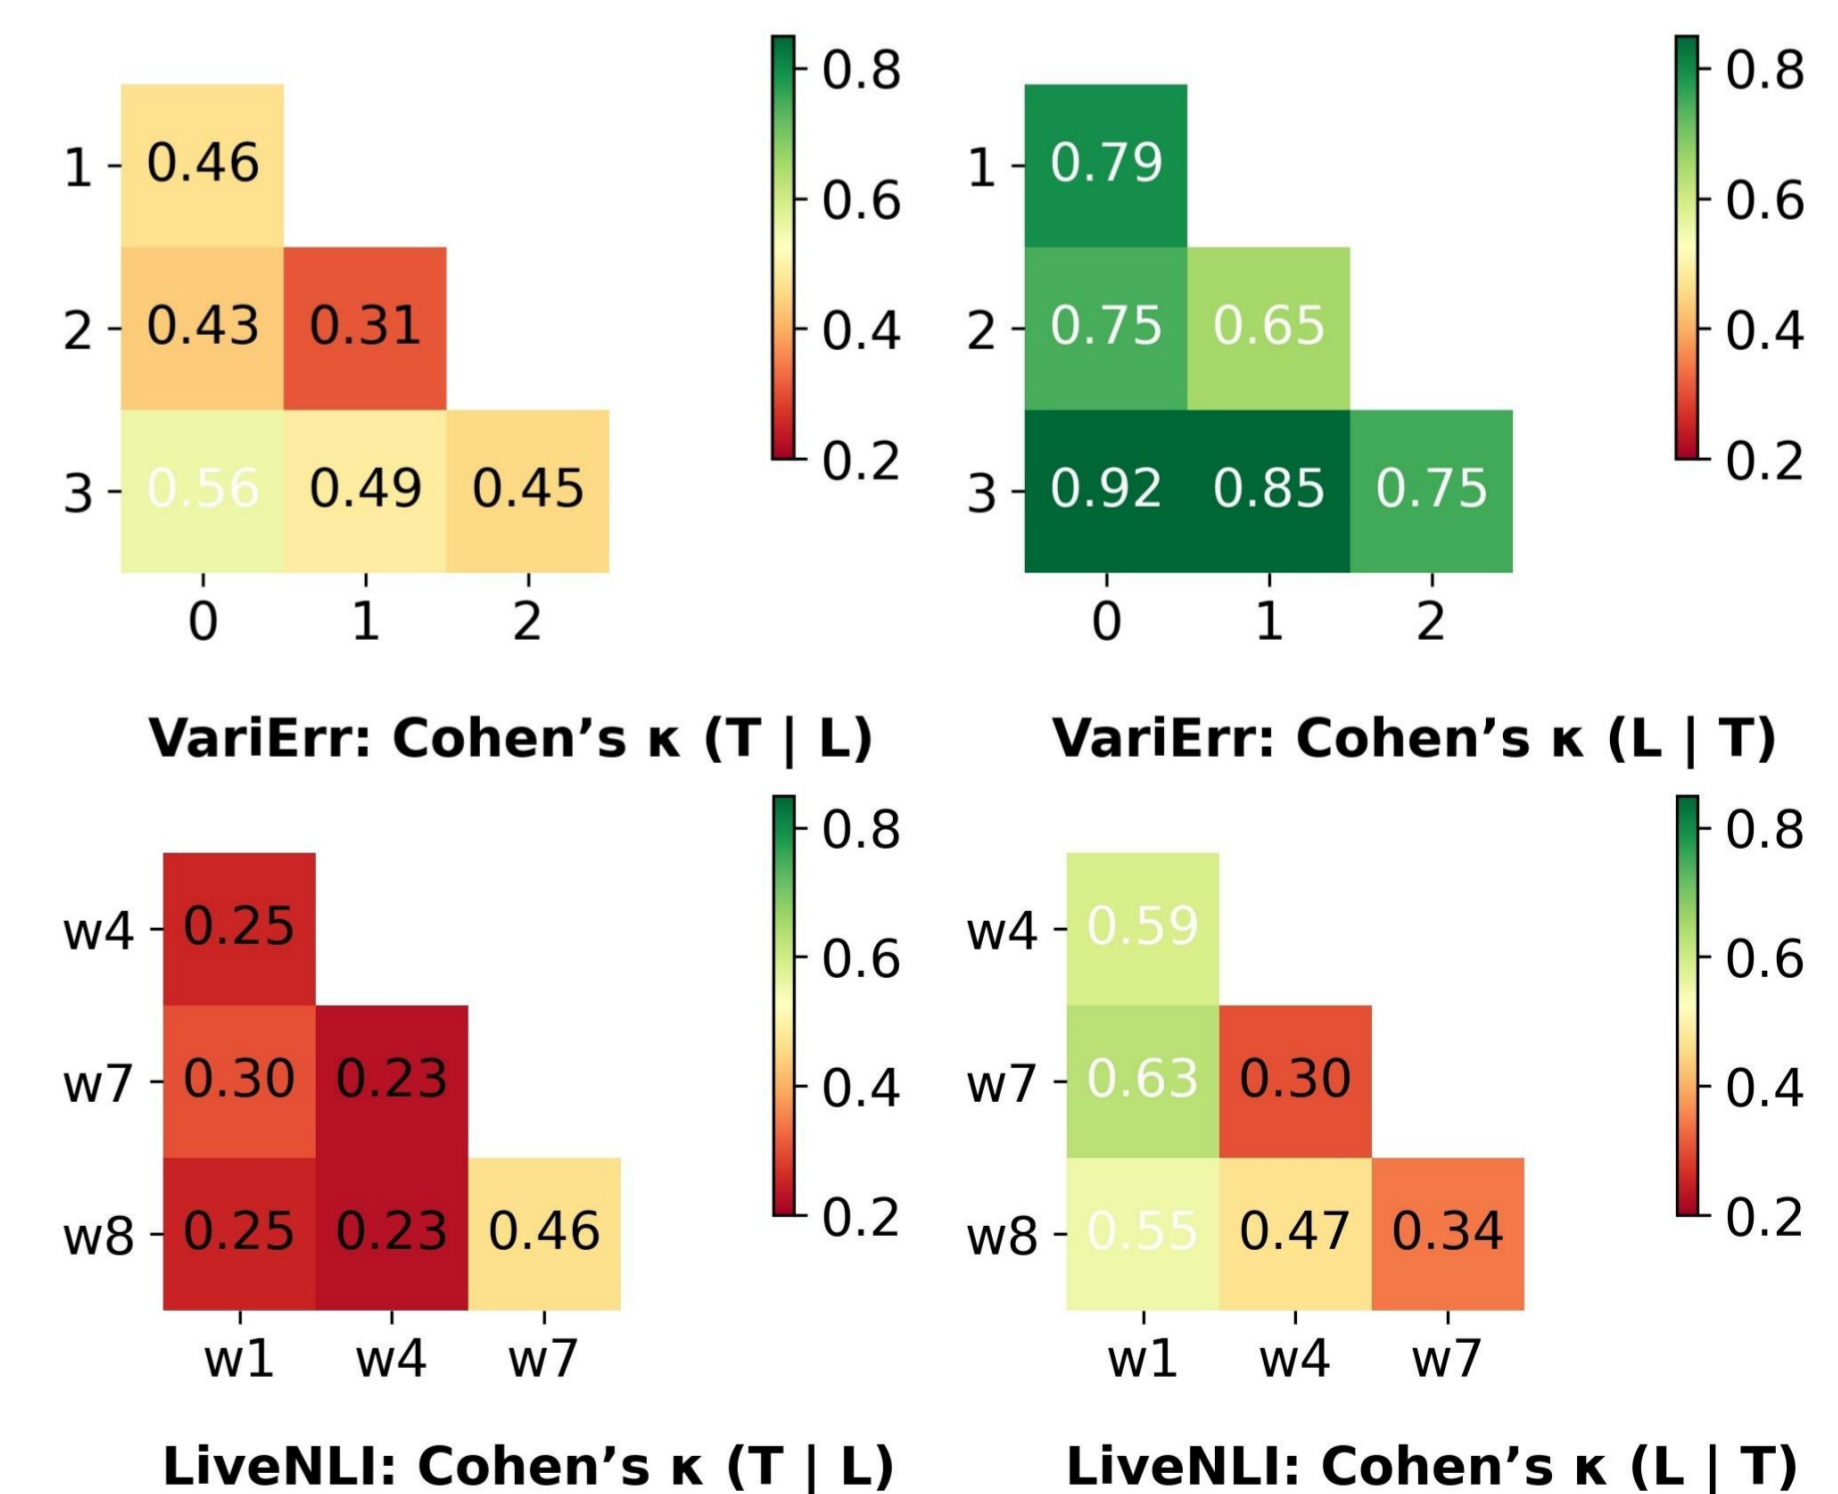 0.8
0.6
0.4
0.2
1 0.46
2 0.43 0.31
3 0.56 0.49 0.45
0 1 2
VariErr: Cohen’s κ (T | L)
0.8
0.6
0.4
0.2
1 0.79
2 0.75 0.65
3 0.92 0.85 0.75
0 1 2
VariErr: Cohen’s κ (L | T)
0.8
0.6
0.4
0.2
w4 0.25
w7 0.30 0.23
w8 0.25 0.23 0.46
w1 w4 w7
LiveNLI: Cohen’s κ (T | L)
0.8
0.6
0.4
0.2
w4 0.59
w7 0.63 0.30
w8 0.55 0.47 0.34
w1 w4 w7
LiveNLI: Cohen’s κ (L | T)